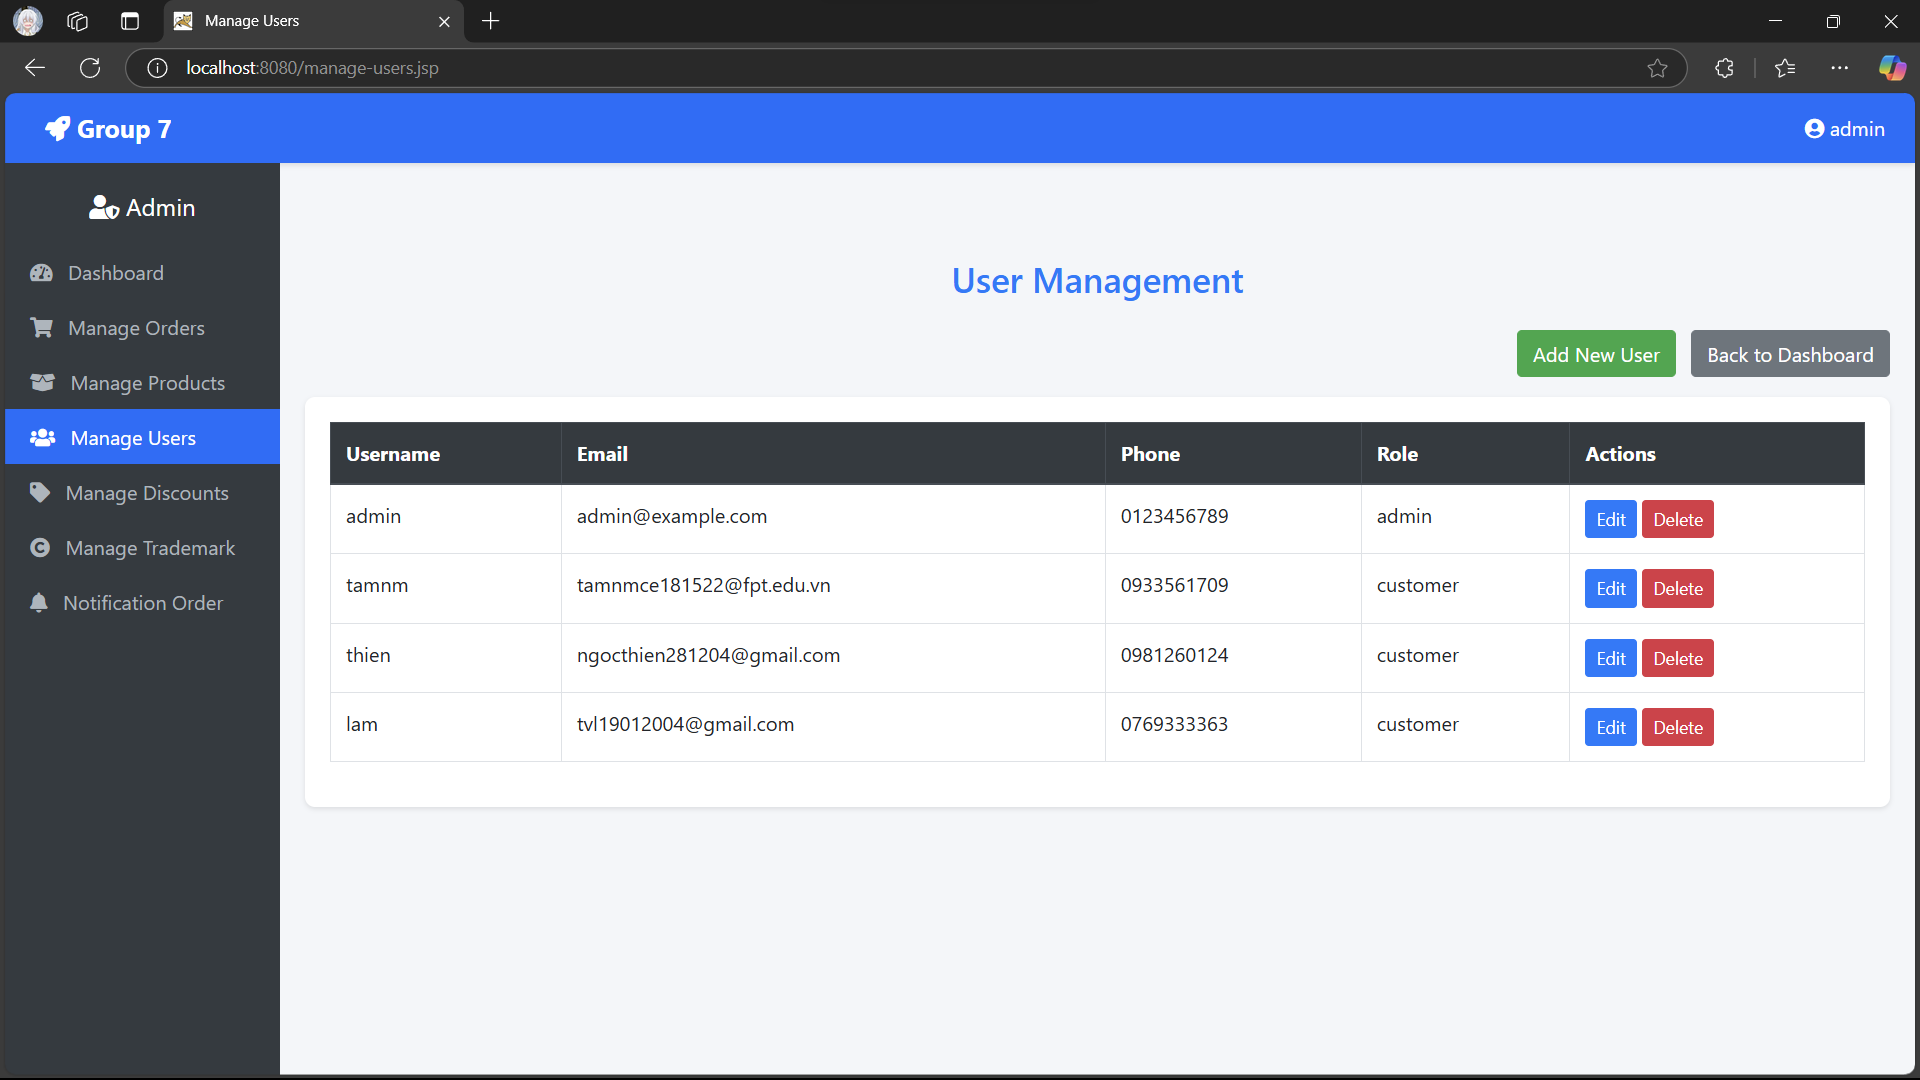 Manage Users
localhost:8080/manage-users.jsp
Group 7
admin
Admin
Dashboard
Manage Orders
Manage Products
Manage Users
Manage Discounts
Manage Trademark
Notification Order
User Management
Add New User
Back to Dashboard
Username Email Phone Role Actions
admin admin@example.com 0123456789 admin Edit Delete
tamnm tamnmce181522@fpt.edu.vn 0933561709 customer Edit Delete
thien ngocthien281204@gmail.com 0981260124 customer Edit Delete
lam tvl19012004@gmail.com 0769333363 customer Edit Delete